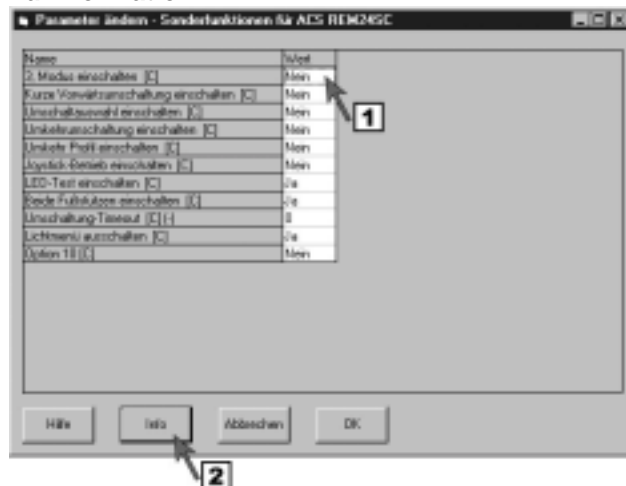 Parameter ändern - Sonderfunktionen für ACS REM24SC
Name Wert
3. Modus einschalten [C] Nein
Kurze Vorwärtsumschaltung einschalten [C] Nein
Umschaltauswahl einschalten [C] Nein
Umkehrumschaltung einschalten [C] Nein
Umkehr Profil einschalten [C] Nein
Joystick-Betrieb einschalten [C] Nein
LED-Test einschalten [C] Ja
Beide Fußstützen einschalten [C] Ja
Umschaltung-Timeout [C] (-) 0
Lichtmenü ausschalten [C] Ja
Option 10 [C] Nein
1
Hilfe Info Abbrechen OK
2